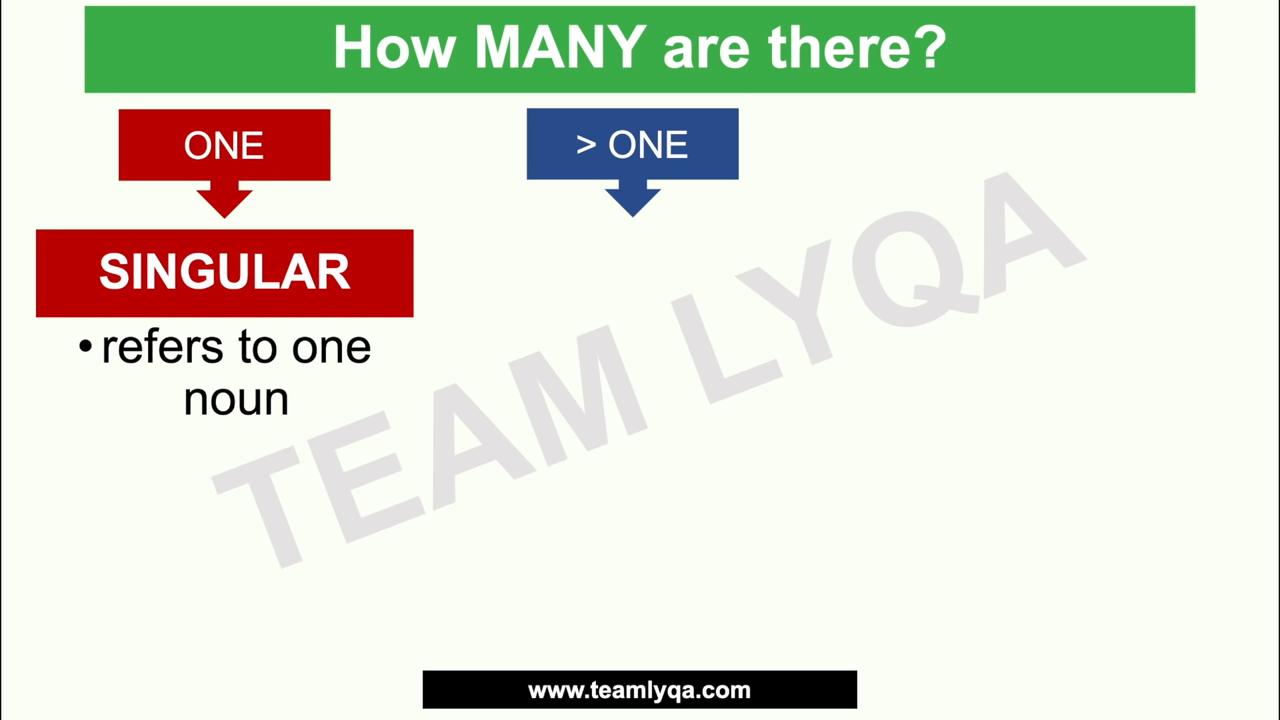 How MANY are there?
ONE
> ONE
SINGULAR
• refers to one
noun
TEAM LYQA
www.teamlyqa.com